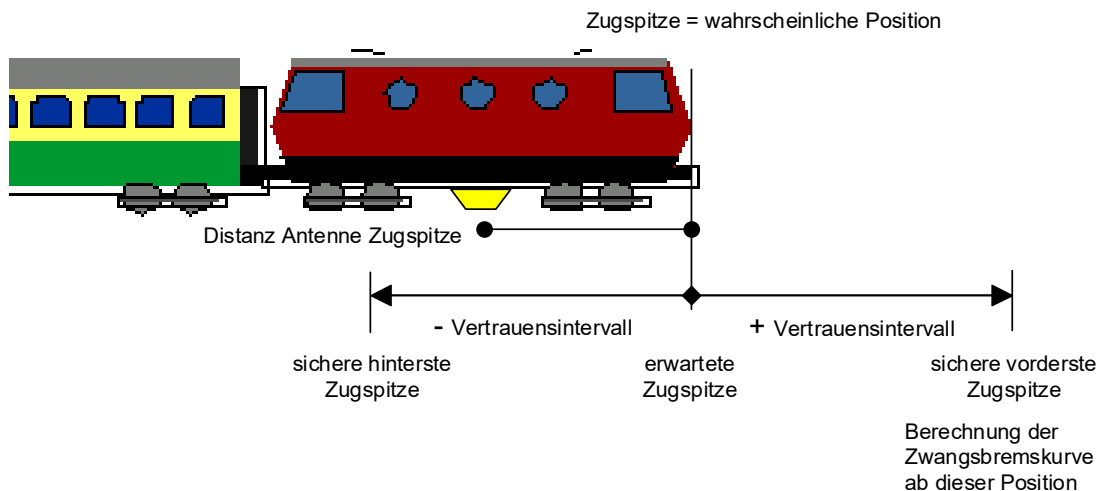 Zugspitze = wahrscheinliche Position
Distanz Antenne Zugspitze
- Vertrauensintervall
+ Vertrauensintervall
sichere hinterste
Zugspitze
erwartete
Zugspitze
sichere vorderste
Zugspitze
Berechnung der
Zwangsbremskurve
ab dieser Position